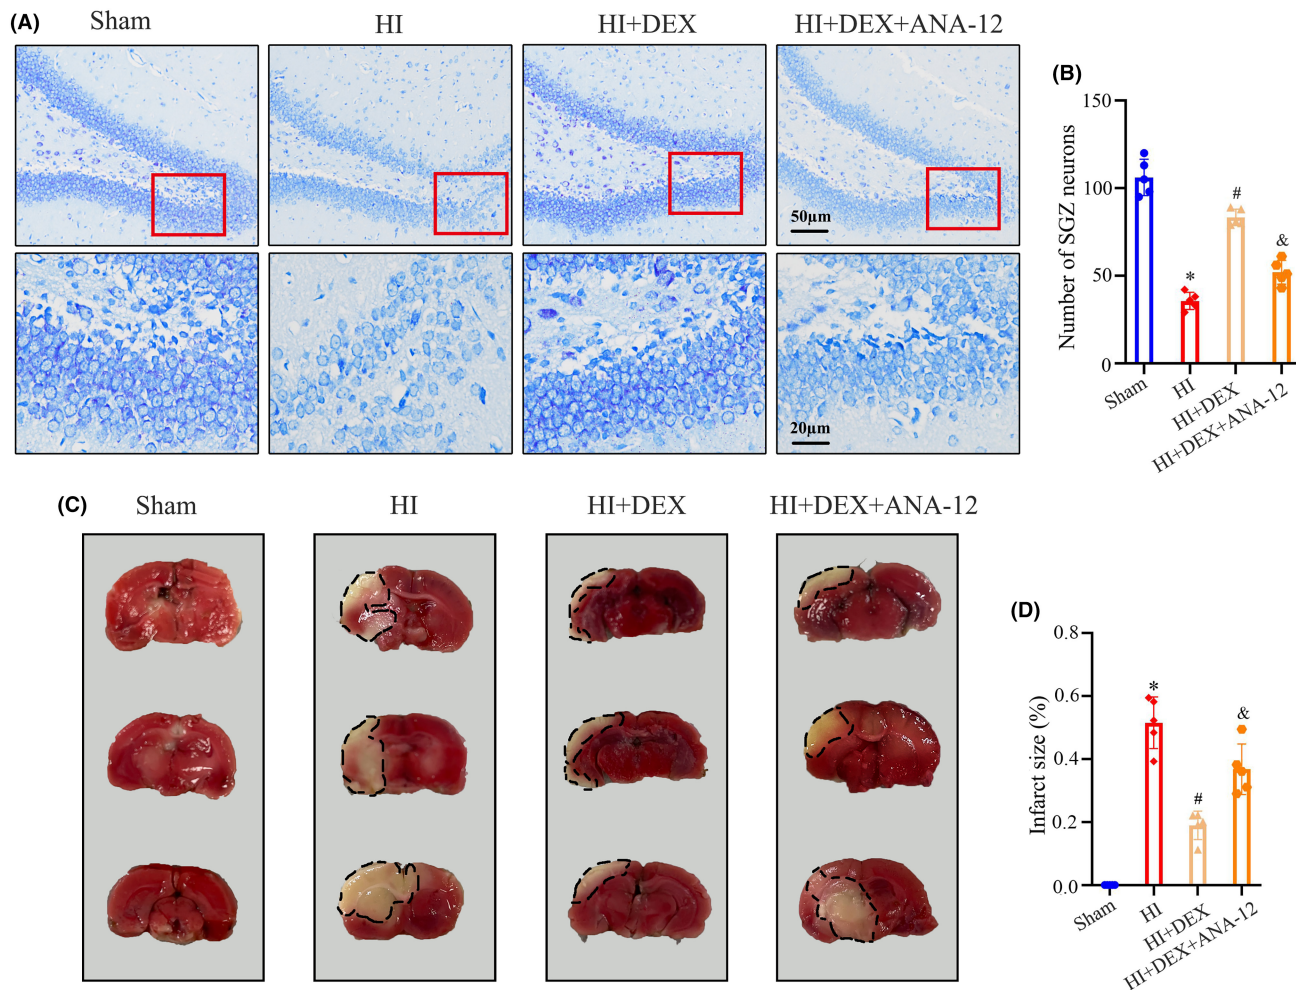 (A) Sham HI HI+DEX HI+DEX+ANA-12
50μm
20μm
(B)
Number of SGZ neurons
150
100
50
0
*
#
&
Sham
HI
HI+DEX
HI+DEX+ANA-12
(C) Sham HI HI+DEX HI+DEX+ANA-12
(D)
Infarct size (%)
0.8
0.6
0.4
0.2
0.0
*
#
&
Sham
HI
HI+DEX
HI+DEX+ANA-12